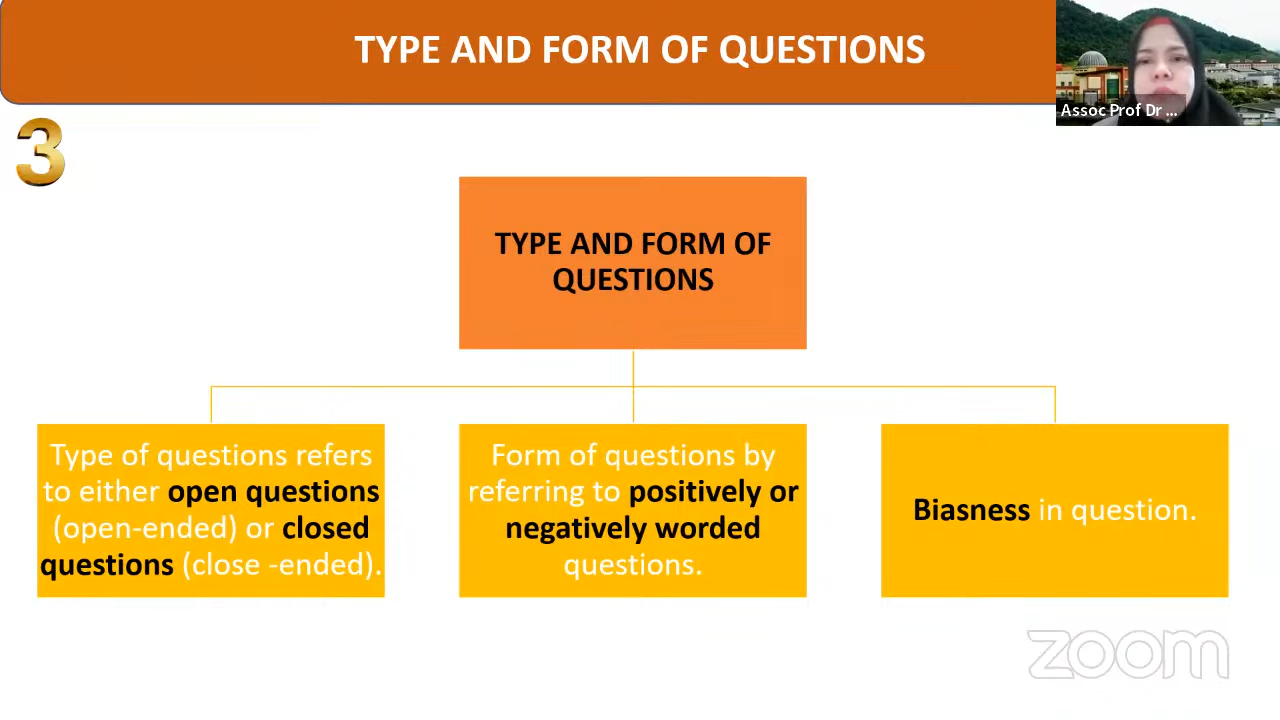 TYPE AND FORM OF QUESTIONS
Assoc Prof Dr ...
3
TYPE AND FORM OF
QUESTIONS
Type of questions refers
to either open questions
(open-ended) or closed
questions (close -ended).
Form of questions by
referring to positively or
negatively worded
questions.
Biasness in question.
zoom